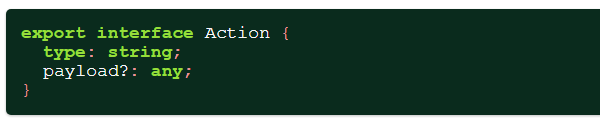 export interface Action {
  type: string;
  payload?: any;
}